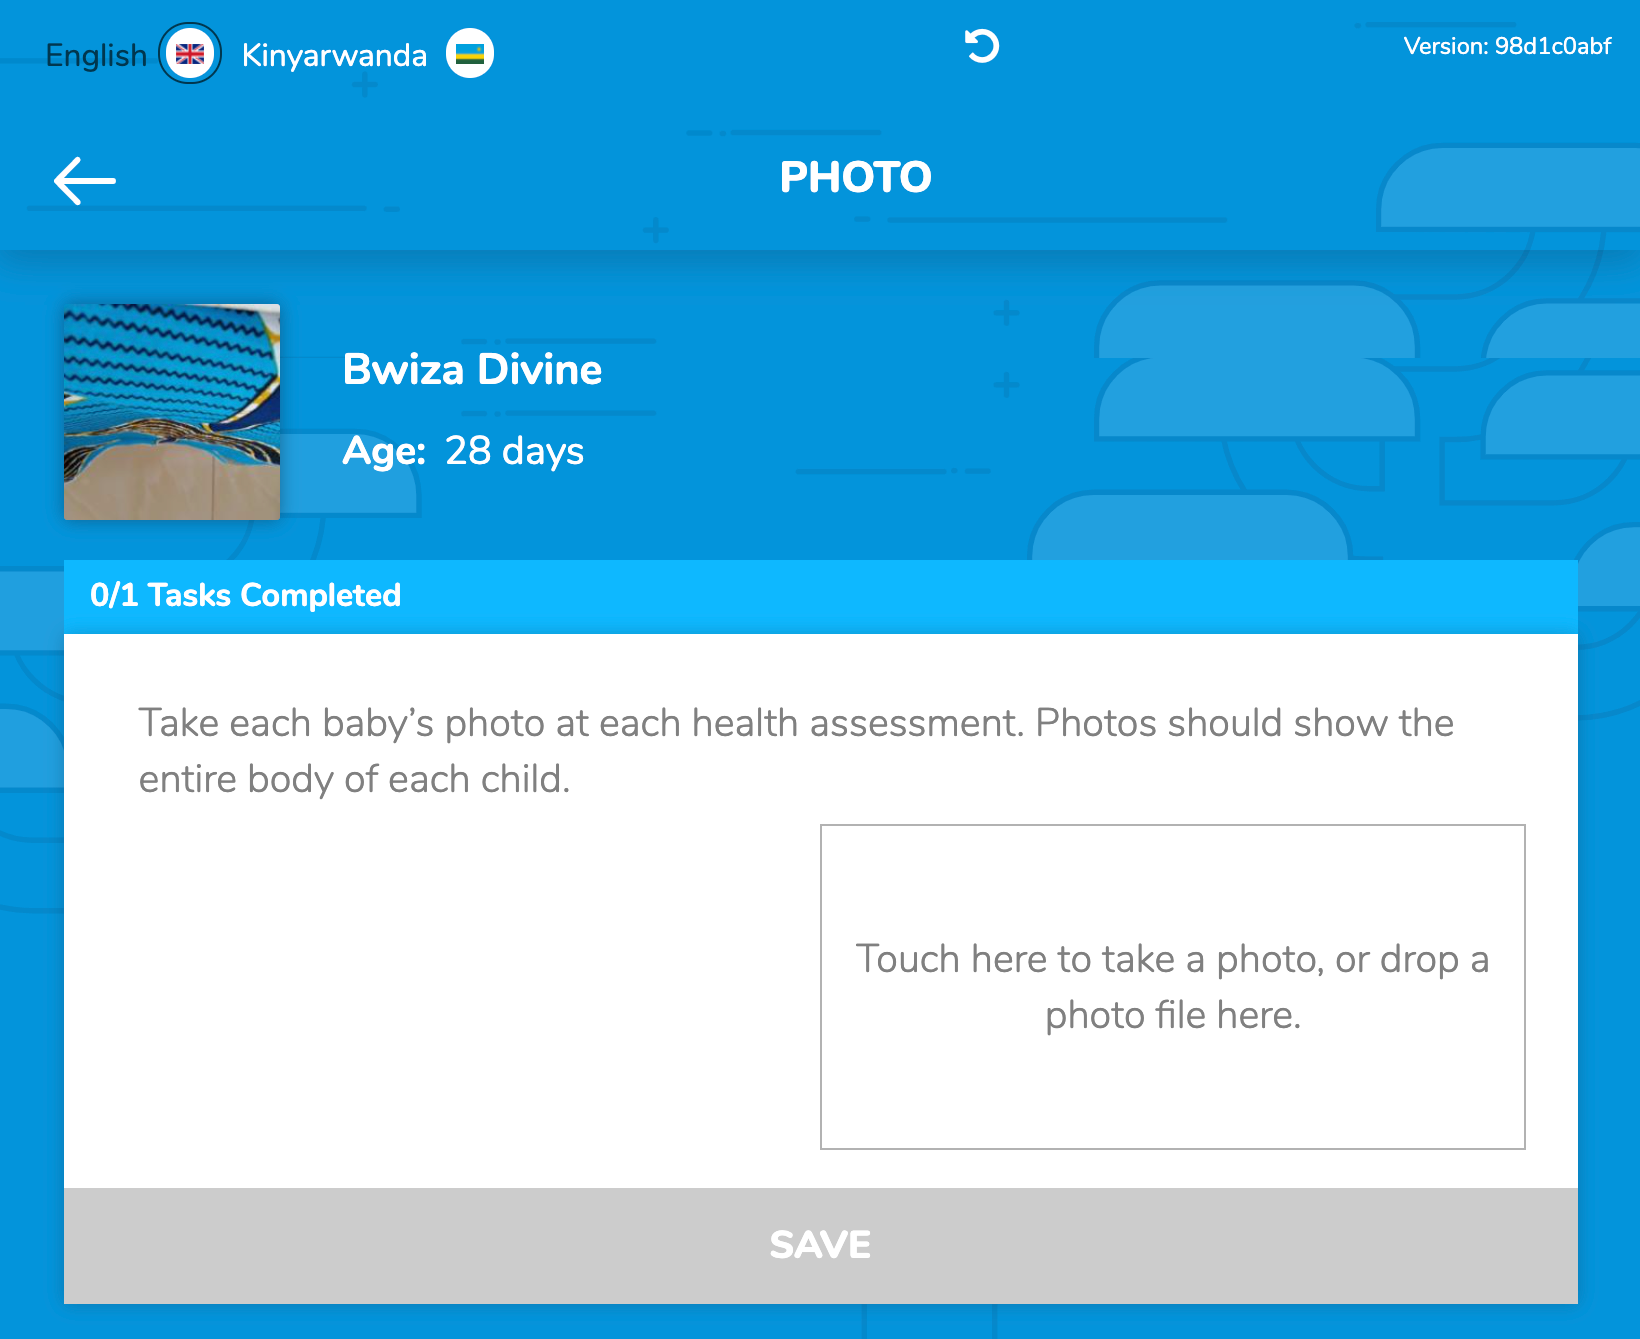 English Kinyarwanda
Version: 98d1c0abf
PHOTO
Bwiza Divine
Age: 28 days
0/1 Tasks Completed
Take each baby’s photo at each health assessment. Photos should show the
entire body of each child.
Touch here to take a photo, or drop a
photo file here.
SAVE